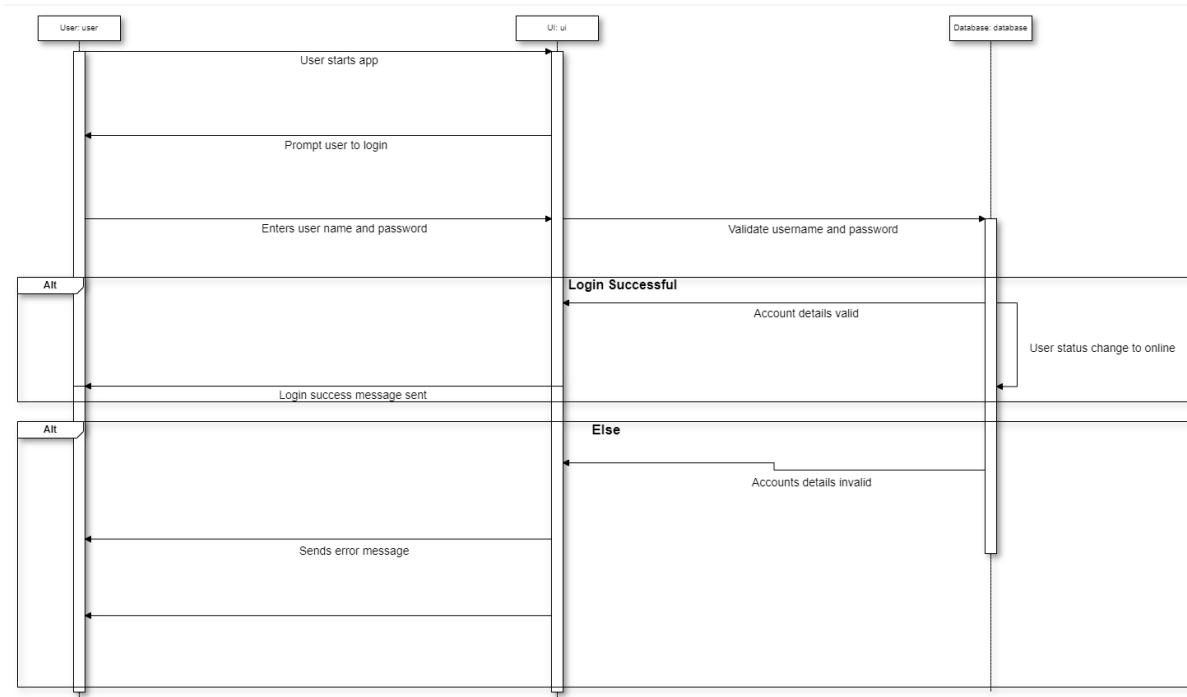 User: user
UI: ui
Database: database
User starts app
Prompt user to login
Enters user name and password
Validate username and password
Alt
Login Successful
Account details valid
User status change to online
Login success message sent
Alt
Else
Accounts details invalid
Sends error message